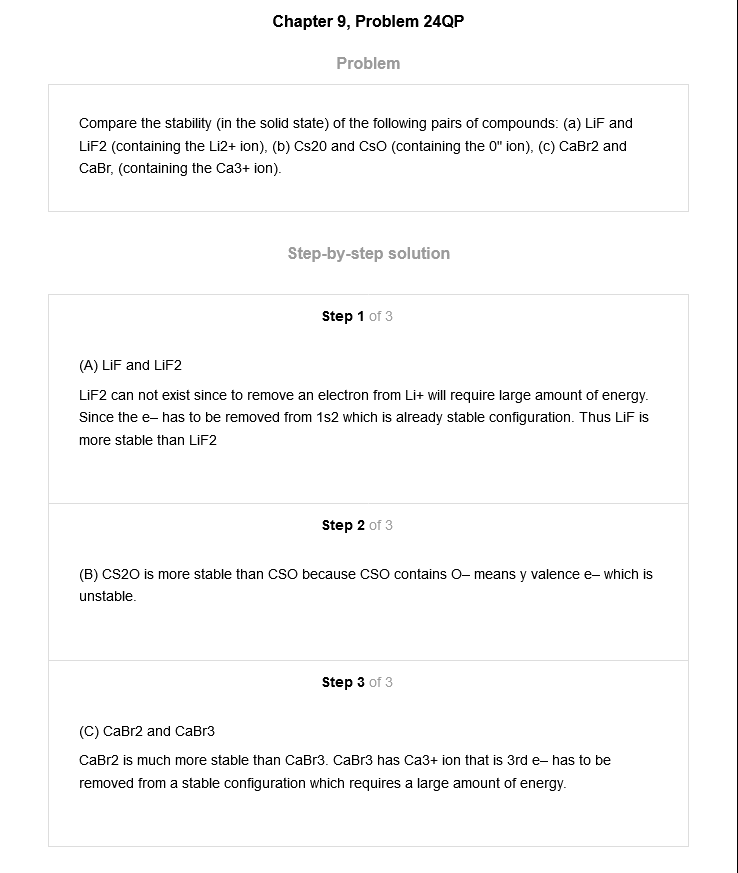 Chapter 9, Problem 24QP
Problem
Compare the stability (in the solid state) of the following pairs of compounds: (a) LiF and
LiF2 (containing the Li2+ ion), (b) Cs20 and CsO (containing the 0" ion), (c) CaBr2 and
CaBr, (containing the Ca3+ ion).
Step-by-step solution
Step 1 of 3
(A) LiF and LiF2
LiF2 can not exist since to remove an electron from Li+ will require large amount of energy.
Since the e– has to be removed from 1s2 which is already stable configuration. Thus LiF is
more stable than LiF2
Step 2 of 3
(B) CS2O is more stable than CSO because CSO contains O– means y valence e– which is
unstable.
Step 3 of 3
(C) CaBr2 and CaBr3
CaBr2 is much more stable than CaBr3. CaBr3 has Ca3+ ion that is 3rd e– has to be
removed from a stable configuration which requires a large amount of energy.